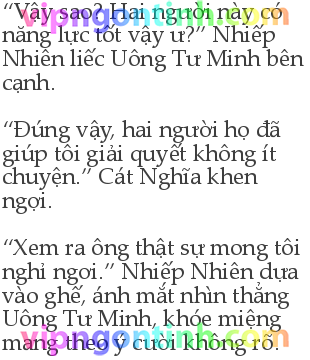 “Vậy sao? Hai người này có
vipngontinh.com
năng lực tốt vậy ư?” Nhiếp
Nhiên liếc Uông Tư Minh bên
cạnh.
“Đúng vậy, hai người họ đã
giúp tôi giải quyết không ít
chuyện.” Cát Nghĩa khen
ngợi.
“Xem ra ông thật sự mong tôi
nghỉ ngơi.” Nhiếp Nhiên dựa
vào ghế, ánh mắt nhìn thẳng
Uông Tư Minh, khóe miệng
mang theo ý cười không rõ.
vipngontinh.com